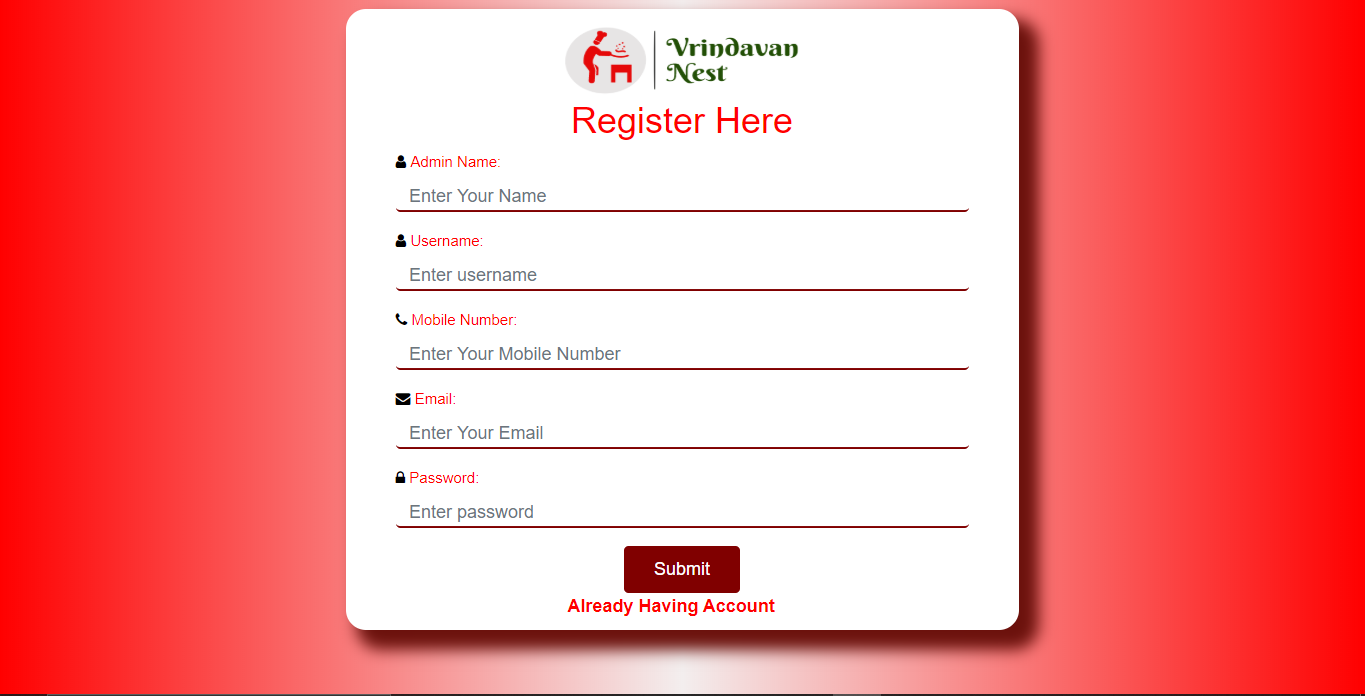 Vrindavan
Nest
Register Here
Admin Name:
Enter Your Name
Username:
Enter username
Mobile Number:
Enter Your Mobile Number
Email:
Enter Your Email
Password:
Enter password
Submit
Already Having Account